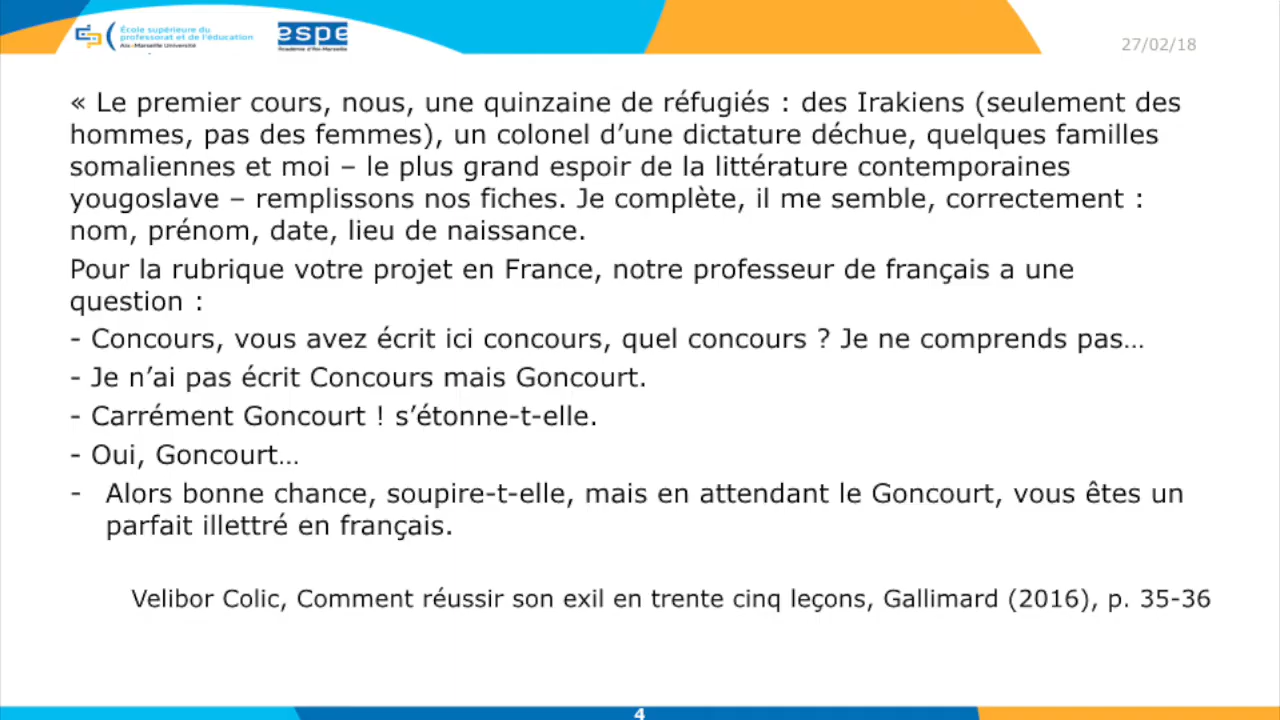 École supérieure du
professorat et de l'éducation
Aix-Marseille Université
espe
Académie d'Aix-Marseille
27/02/18
« Le premier cours, nous, une quinzaine de réfugiés : des Irakiens (seulement des
hommes, pas des femmes), un colonel d’une dictature déchue, quelques familles
somaliennes et moi – le plus grand espoir de la littérature contemporaines
yougoslave – remplissons nos fiches. Je complète, il me semble, correctement :
nom, prénom, date, lieu de naissance.
Pour la rubrique votre projet en France, notre professeur de français a une
question :
- Concours, vous avez écrit ici concours, quel concours ? Je ne comprends pas…
- Je n’ai pas écrit Concours mais Goncourt.
- Carrément Goncourt ! s’étonne-t-elle.
- Oui, Goncourt…
- Alors bonne chance, soupire-t-elle, mais en attendant le Goncourt, vous êtes un
parfait illettré en français.
Velibor Colic, Comment réussir son exil en trente cinq leçons, Gallimard (2016), p. 35-36
4